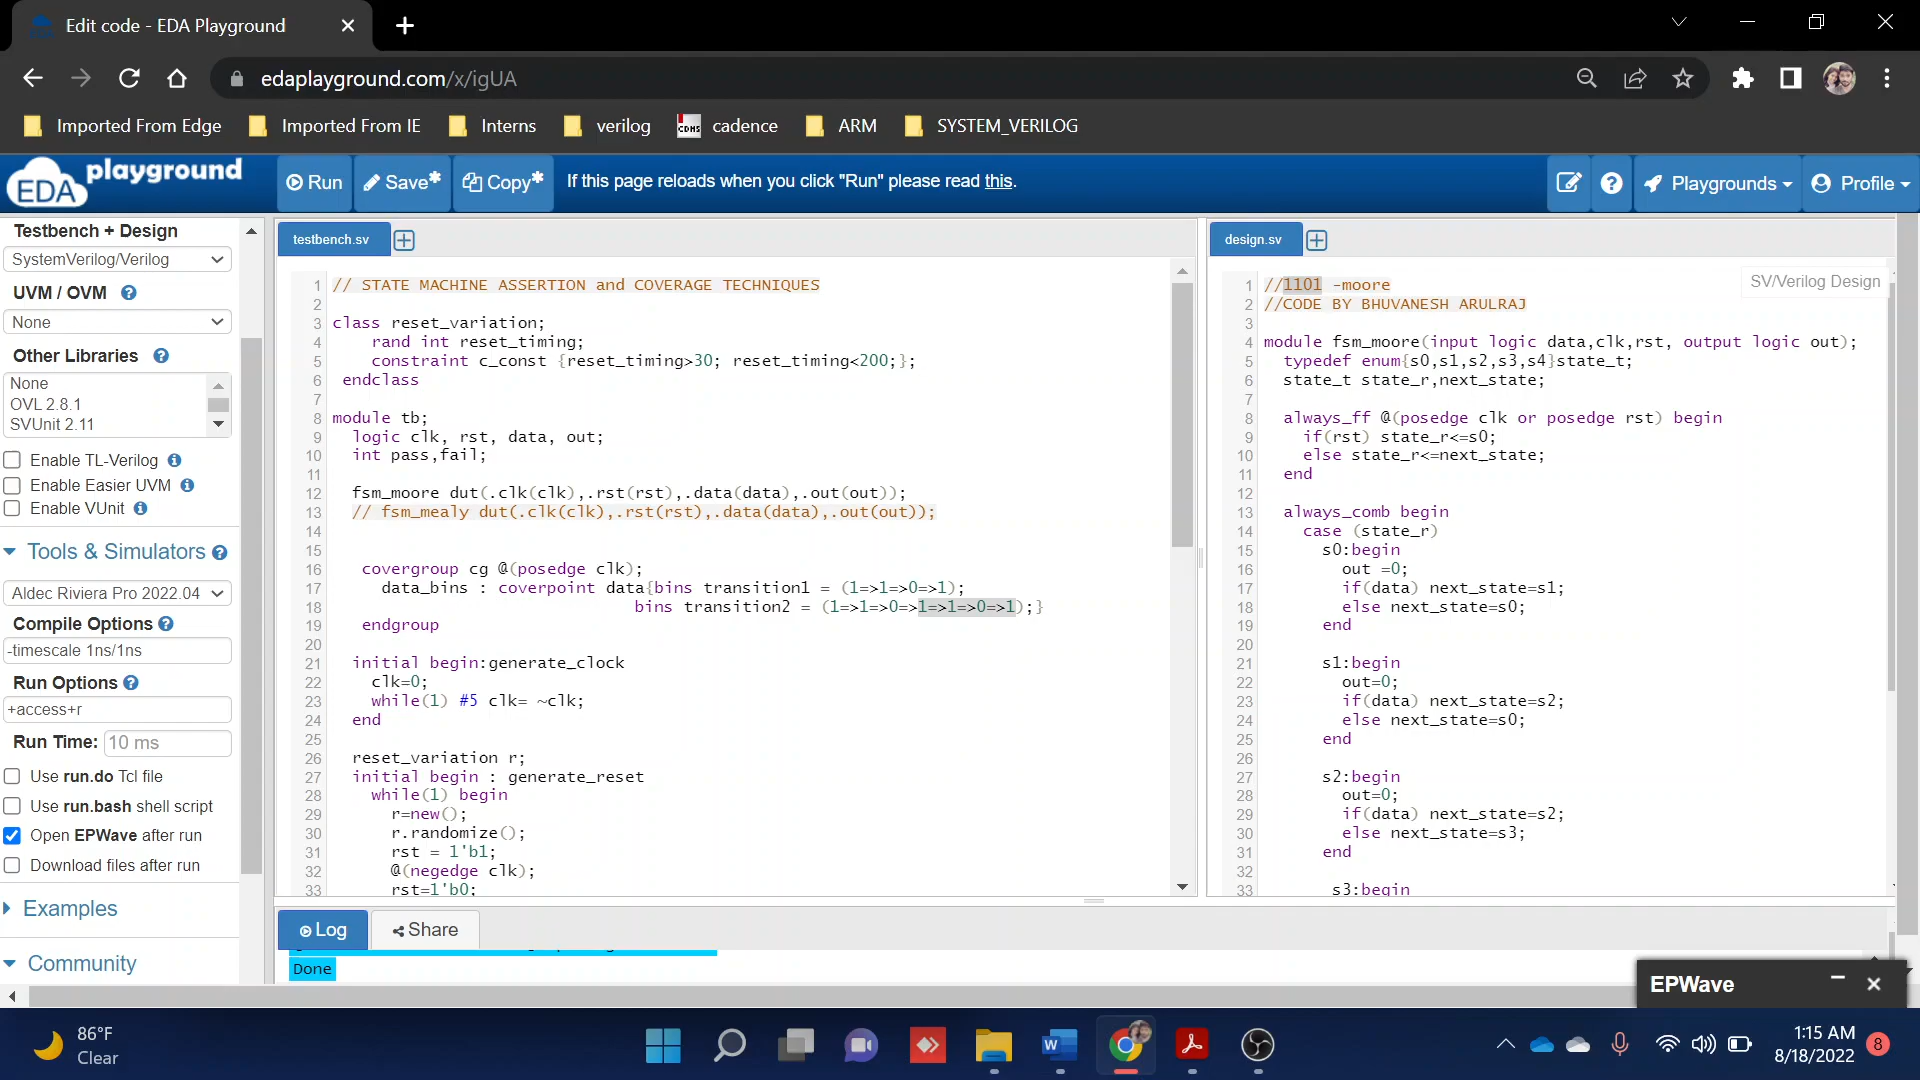 Edit code - EDA Playground
edaplayground.com/x/igUA
Imported From Edge
Imported From IE
Interns
verilog
cadence
ARM
SYSTEM_VERILOG
EDA playground
Run
Save*
Copy*
If this page reloads when you click "Run" please read this.
Playgrounds
Profile
Testbench + Design
SystemVerilog/Verilog
UVM / OVM
None
Other Libraries
None
OVL 2.8.1
SVUnit 2.11
Enable TL-Verilog
Enable Easier UVM
Enable VUnit
Tools & Simulators
Aldec Riviera Pro 2022.04
Compile Options
-timescale 1ns/1ns
Run Options
+access+r
Run Time: 10 ms
Use run.do Tcl file
Use run.bash shell script
Open EPWave after run
Download files after run
Examples
Community
testbench.sv
1 // STATE MACHINE ASSERTION and COVERAGE TECHNIQUES
2
3 class reset_variation;
4 rand int reset_timing;
5 constraint c_const {reset_timing>30; reset_timing<200;};
6 endclass
7
8 module tb;
9 logic clk, rst, data, out;
10 int pass,fail;
11
12 fsm_moore dut(.clk(clk),.rst(rst),.data(data),.out(out));
13 // fsm_mealy dut(.clk(clk),.rst(rst),.data(data),.out(out));
14
15
16 covergroup cg @(posedge clk);
17 data_bins : coverpoint data{bins transition1 = (1=>1=>0=>1);
18 bins transition2 = (1=>1=>0=>1=>1=>0=>1);}
19 endgroup
20
21 initial begin:generate_clock
22 clk=0;
23 while(1) #5 clk= ~clk;
24 end
25
26 reset_variation r;
27 initial begin : generate_reset
28 while(1) begin
29 r=new();
30 r.randomize();
31 rst = 1'b1;
32 @(negedge clk);
33 rst=1'b0;
design.sv
SV/Verilog Design
1 //1101 -moore
2 //CODE BY BHUVANESH ARULRAJ
3
4 module fsm_moore(input logic data,clk,rst, output logic out);
5 typedef enum{s0,s1,s2,s3,s4}state_t;
6 state_t state_r,next_state;
7
8 always_ff @(posedge clk or posedge rst) begin
9 if(rst) state_r<=s0;
10 else state_r<=next_state;
11 end
12
13 always_comb begin
14 case (state_r)
15 s0:begin
16 out =0;
17 if(data) next_state=s1;
18 else next_state=s0;
19 end
20
21 s1:begin
22 out=0;
23 if(data) next_state=s2;
24 else next_state=s0;
25 end
26
27 s2:begin
28 out=0;
29 if(data) next_state=s2;
30 else next_state=s3;
31 end
32
33 s3:begin
Log
Share
Done
EPWave
86°F
Clear
1:15 AM
8/18/2022
8